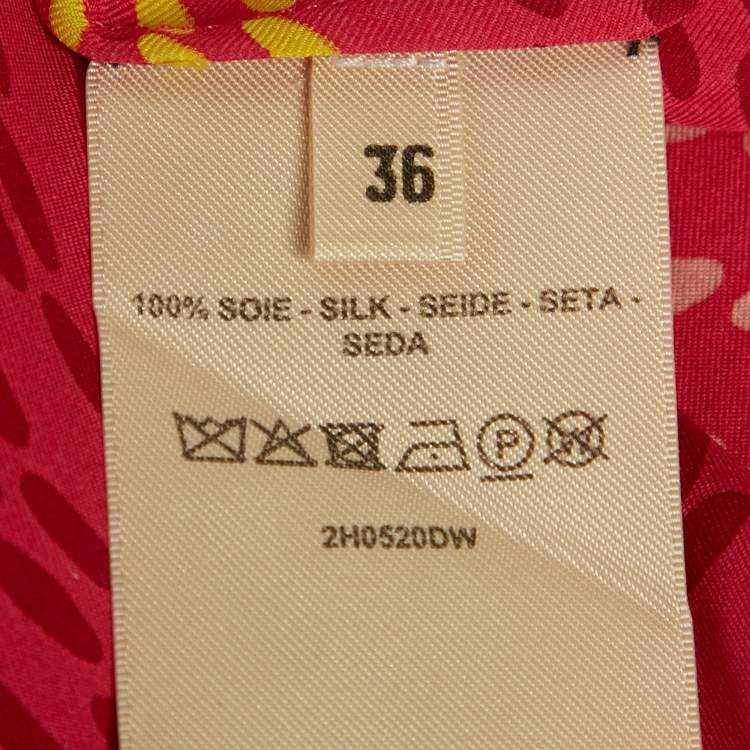 36
100% SOIE - SILK - SEIDE - SETA -
SEDA
P W
2H0520DW